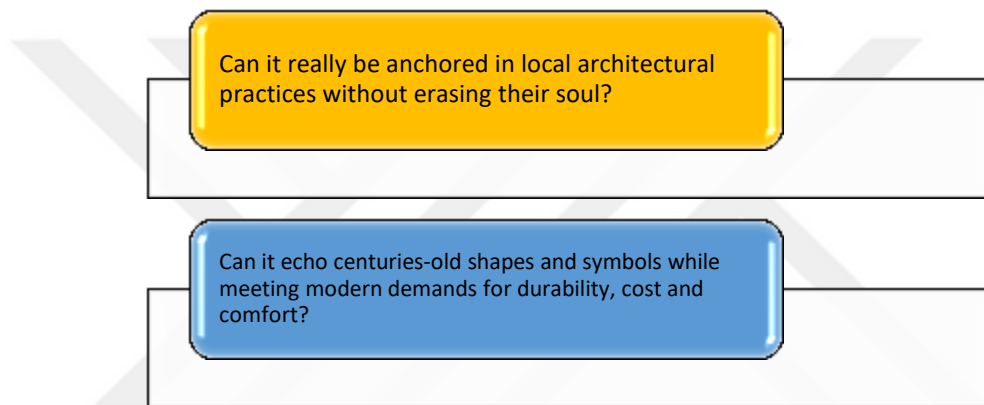 Can it really be anchored in local architectural
practices without erasing their soul?
Can it echo centuries-old shapes and symbols while
meeting modern demands for durability, cost and
comfort?